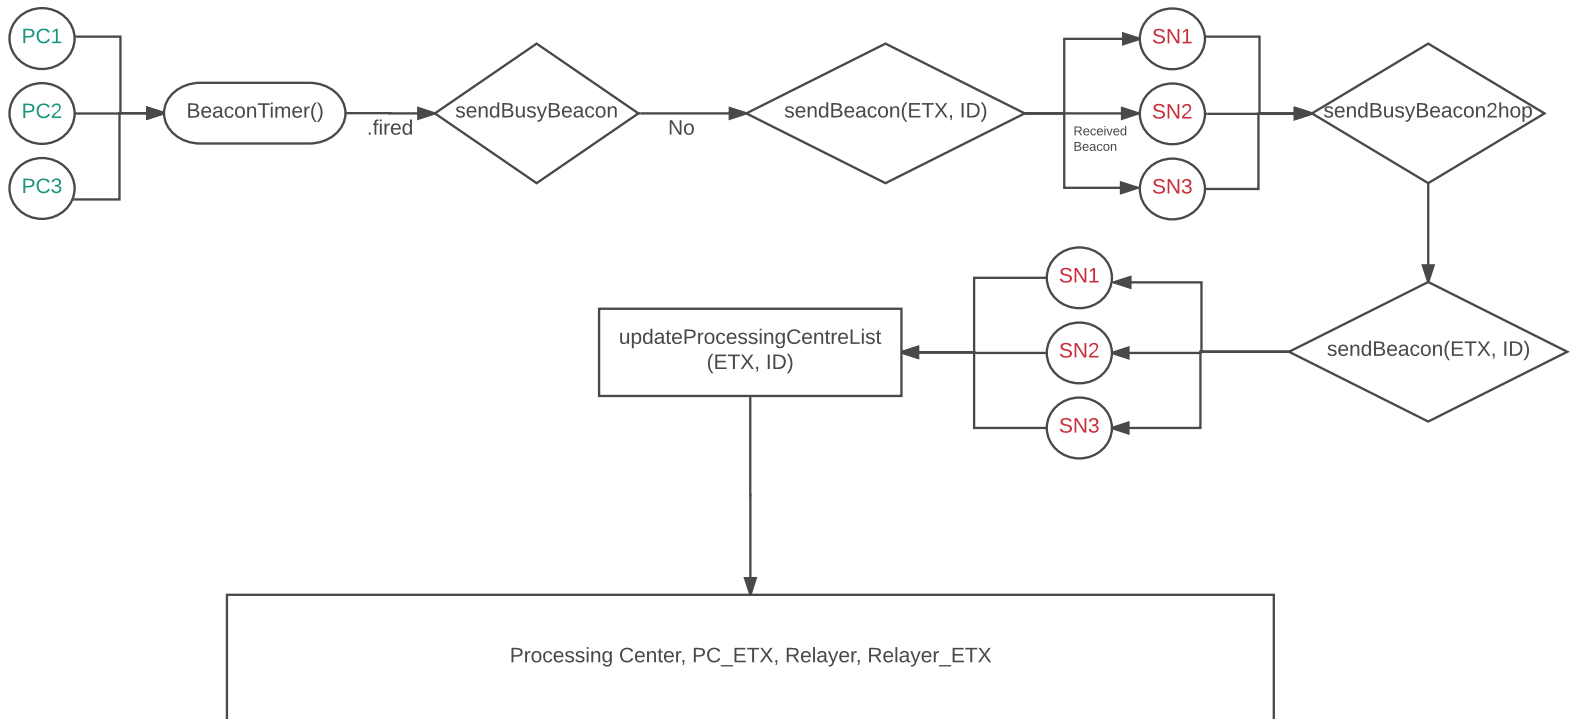 PC1
PC2
PC3
BeaconTimer()
.fired
sendBusyBeacon
No
sendBeacon(ETX, ID)
Received
Beacon
SN1
SN2
SN3
sendBusyBeacon2hop
sendBeacon(ETX, ID)
SN1
SN2
SN3
updateProcessingCentreList
(ETX, ID)
Processing Center, PC_ETX, Relayer, Relayer_ETX